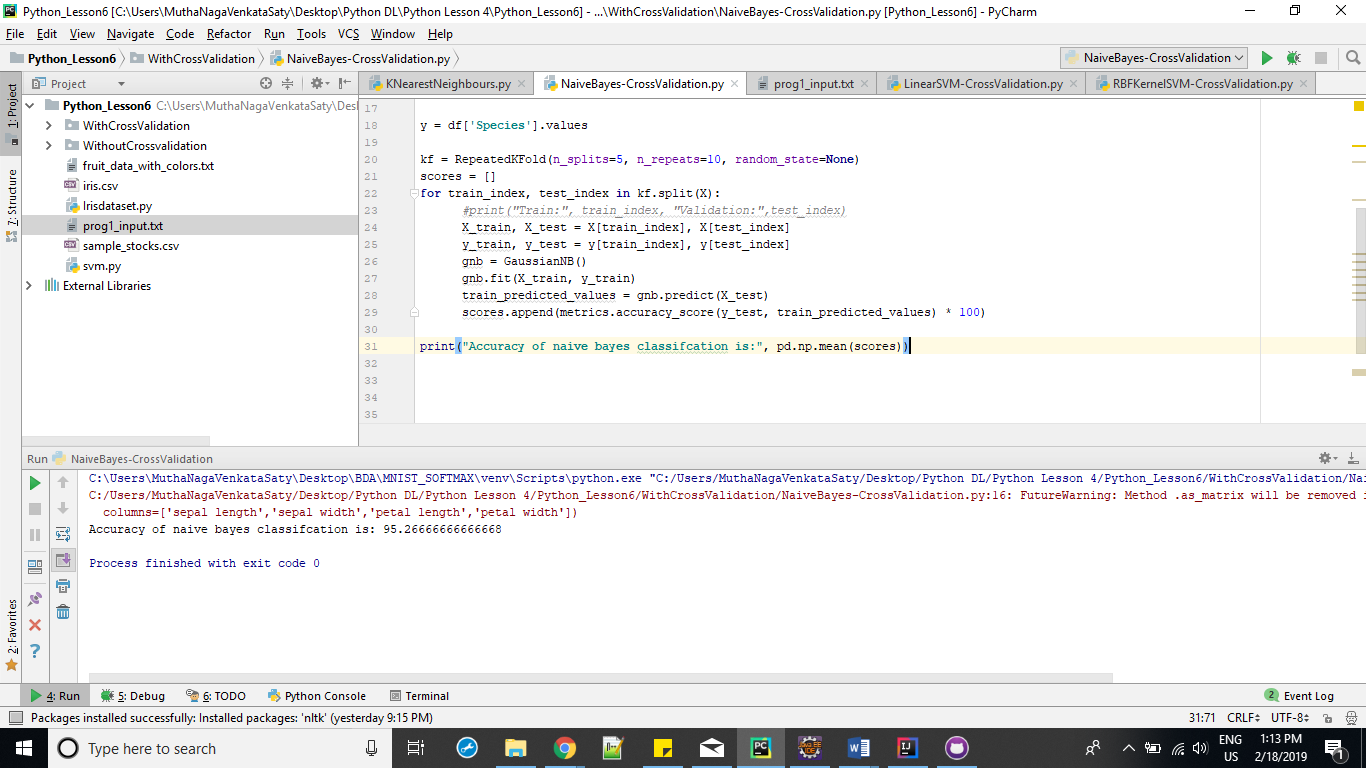 Python_Lesson6 [C:\Users\MuthaNagaVenkataSaty\Desktop\Python DL\Python Lesson 4\Python_Lesson6] - ...\WithCrossValidation\NaiveBayes-CrossValidation.py [Python_Lesson6] - PyCharm
File Edit View Navigate Code Refactor Run Tools VCS Window Help
Python_Lesson6 WithCrossValidation NaiveBayes-CrossValidation.py
NaiveBayes-CrossValidation
1: Project
7: Structure
2: Favorites
Project
Python_Lesson6 C:\Users\MuthaNagaVenkataSaty\Des
WithCrossValidation
WithoutCrossvalidation
fruit_data_with_colors.txt
iris.csv
Irisdataset.py
prog1_input.txt
sample_stocks.csv
svm.py
External Libraries
KNearestNeighbours.py NaiveBayes-CrossValidation.py prog1_input.txt LinearSVM-CrossValidation.py RBFKernelSVM-CrossValidation.py
17
18 y = df['Species'].values
19
20 kf = RepeatedKFold(n_splits=5, n_repeats=10, random_state=None)
21 scores = []
22 for train_index, test_index in kf.split(X):
23 #print("Train:", train_index, "Validation:",test_index)
24 X_train, X_test = X[train_index], X[test_index]
25 y_train, y_test = y[train_index], y[test_index]
26 gnb = GaussianNB()
27 gnb.fit(X_train, y_train)
28 train_predicted_values = gnb.predict(X_test)
29 scores.append(metrics.accuracy_score(y_test, train_predicted_values) * 100)
30
31 print("Accuracy of naive bayes classifcation is:", pd.np.mean(scores))
32
33
34
35
Run NaiveBayes-CrossValidation
C:\Users\MuthaNagaVenkataSaty\Desktop\BDA\MNIST_SOFTMAX\venv\Scripts\python.exe "C:/Users/MuthaNagaVenkataSaty/Desktop/Python DL/Python Lesson 4/Python_Lesson6/WithCrossValidation/Nai
C:/Users/MuthaNagaVenkataSaty/Desktop/Python DL/Python Lesson 4/Python_Lesson6/WithCrossValidation/NaiveBayes-CrossValidation.py:16: FutureWarning: Method .as_matrix will be removed i
columns=['sepal length','sepal width','petal length','petal width'])
Accuracy of naive bayes classifcation is: 95.26666666666668
Process finished with exit code 0
4: Run 5: Debug 6: TODO Python Console Terminal 2 Event Log
Packages installed successfully: Installed packages: 'nltk' (yesterday 9:15 PM) 31:71 CRLF UTF-8
Type here to search
ENG
US
1:13 PM
2/18/2019
1